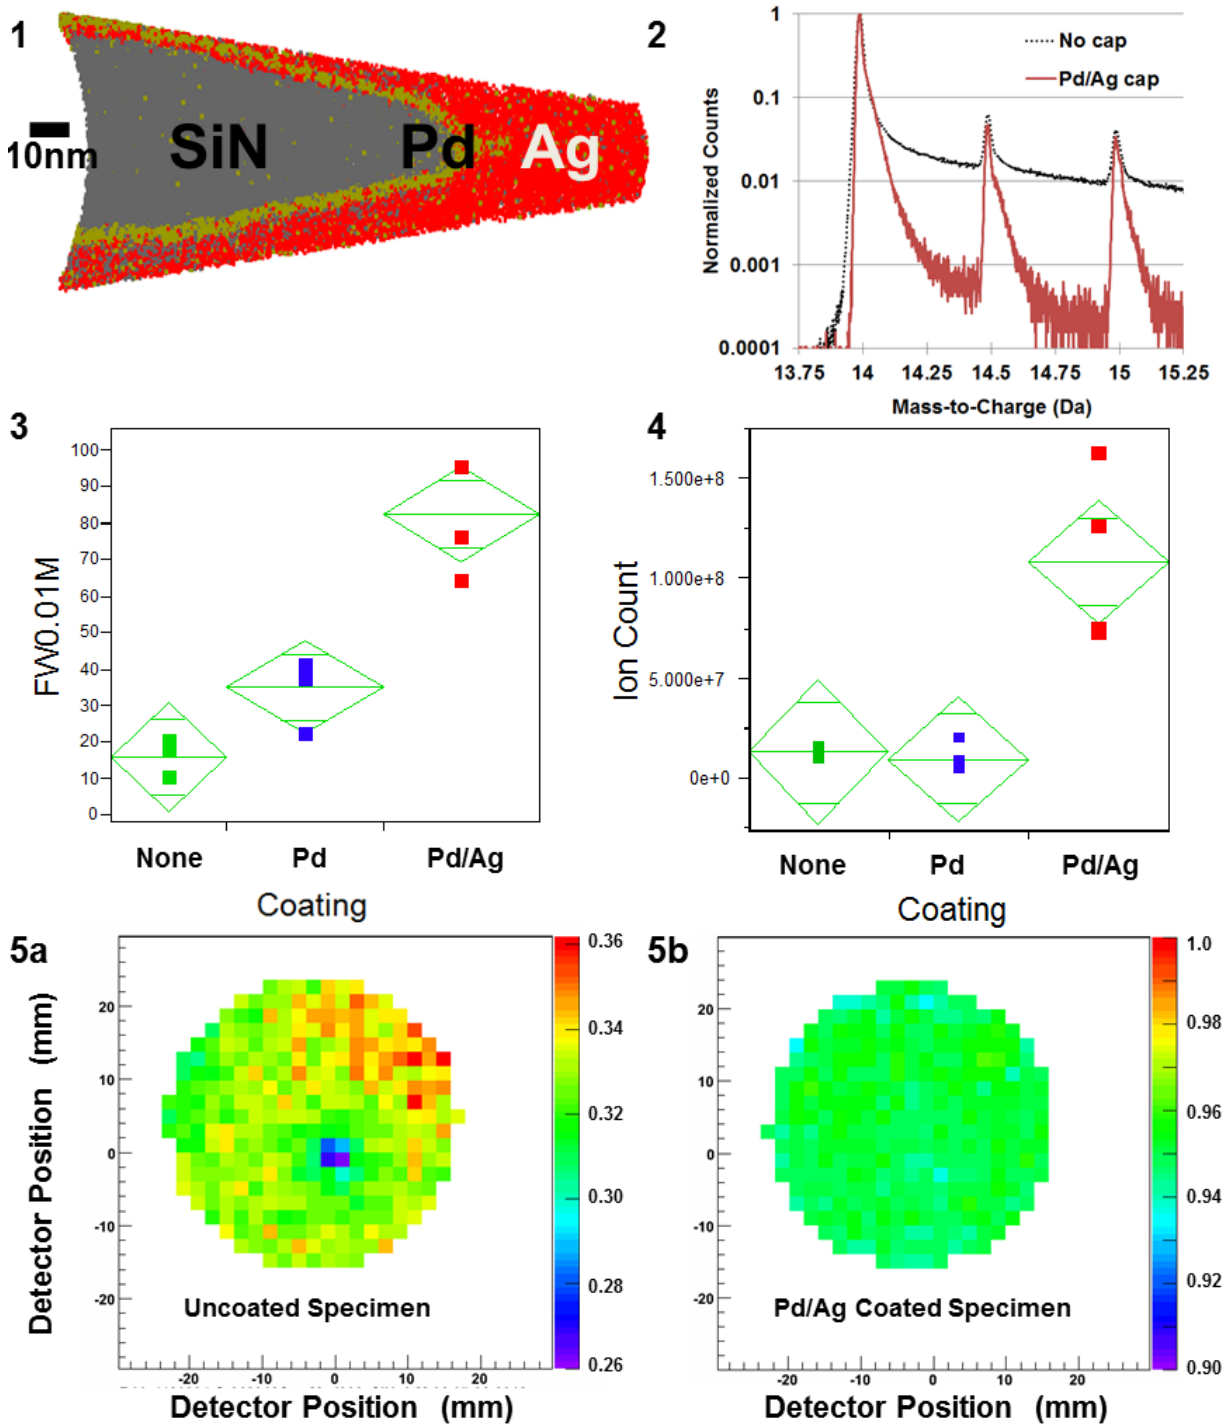 1
SiN
Pd
Ag
10nm
2
1
0.1
0.01
0.001
0.0001
Normalized Counts
No cap
Pd/Ag cap
13.75 14 14.25 14.5 14.75 15 15.25
Mass-to-Charge (Da)
3
100
90
80
70
60
50
40
30
20
10
0
FW0.01M
None Pd Pd/Ag
Coating
4
1.500e+8
1.000e+8
5.000e+7
0e+0
Ion Count
None Pd Pd/Ag
Coating
5a
20
10
0
-10
-20
Detector Position (mm)
Uncoated Specimen
0.36
0.34
0.32
0.30
0.28
0.26
-20 -10 0 10 20
Detector Position (mm)
5b
20
10
0
-10
-20
Pd/Ag Coated Specimen
1.0
0.98
0.96
0.94
0.92
0.90
-20 -10 0 10 20
Detector Position (mm)